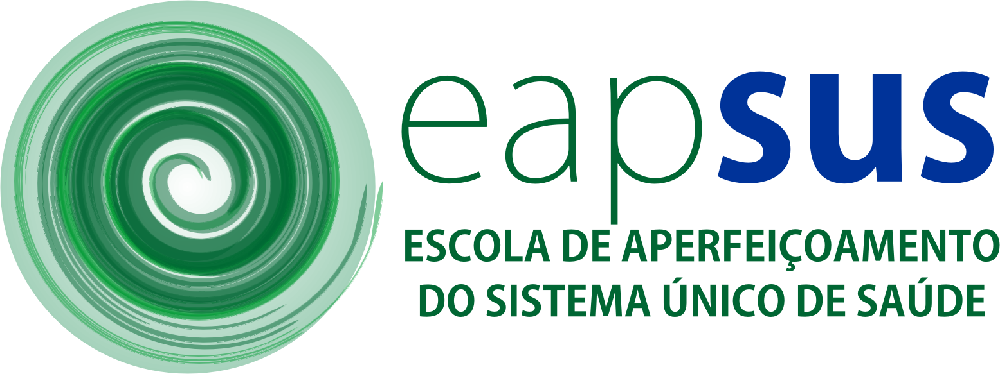 eapsus
ESCOLA DE APERFEIÇOAMENTO
DO SISTEMA ÚNICO DE SAÚDE